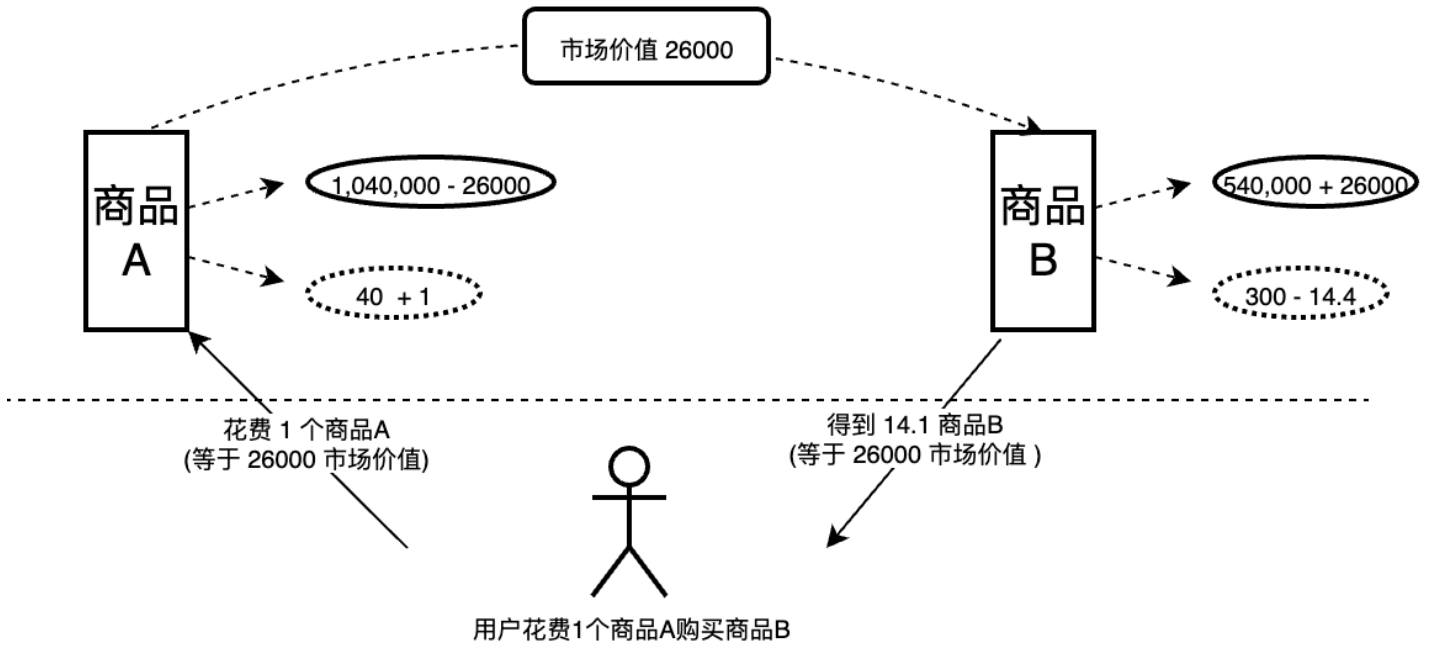 市场价值 26000
商品
A
1,040,000 - 26000
40 + 1
商品
B
540,000 + 26000
300 - 14.4
花费 1 个商品A
(等于 26000 市场价值)
得到 14.1 商品B
(等于 26000 市场价值 )
用户花费1个商品A购买商品B